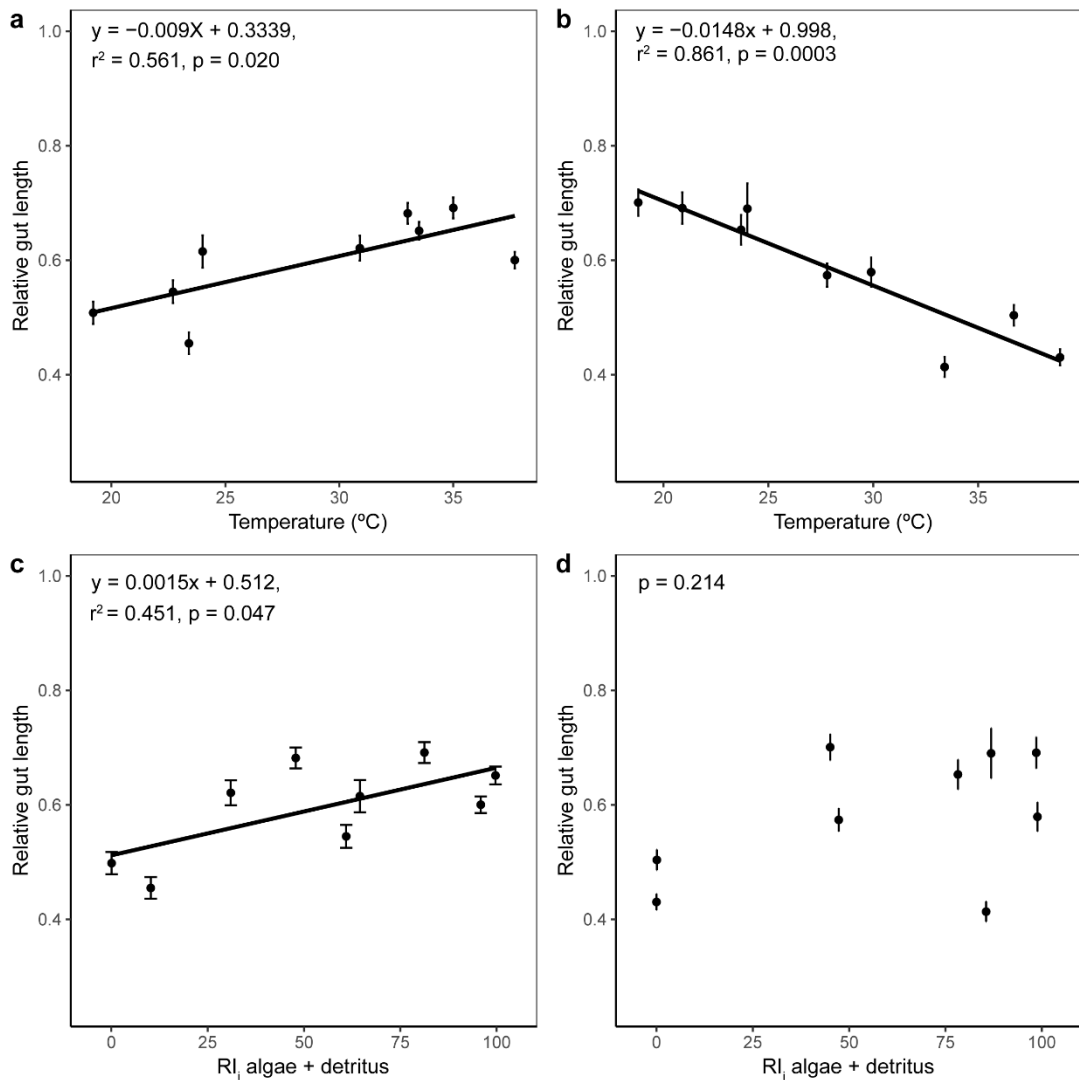 a
y = −0.009X + 0.3339,
r² = 0.561, p = 0.020
1.0
0.8
0.6
0.4
Relative gut length
20 25 30 35
Temperature (ºC)
b
y = −0.0148x + 0.998,
r² = 0.861, p = 0.0003
1.0
0.8
0.6
0.4
Relative gut length
20 25 30 35
Temperature (ºC)
c
y = 0.0015x + 0.512,
r² = 0.451, p = 0.047
1.0
0.8
0.6
0.4
Relative gut length
0 25 50 75 100
RIᵢ algae + detritus
d
p = 0.214
1.0
0.8
0.6
0.4
Relative gut length
0 25 50 75 100
RIᵢ algae + detritus